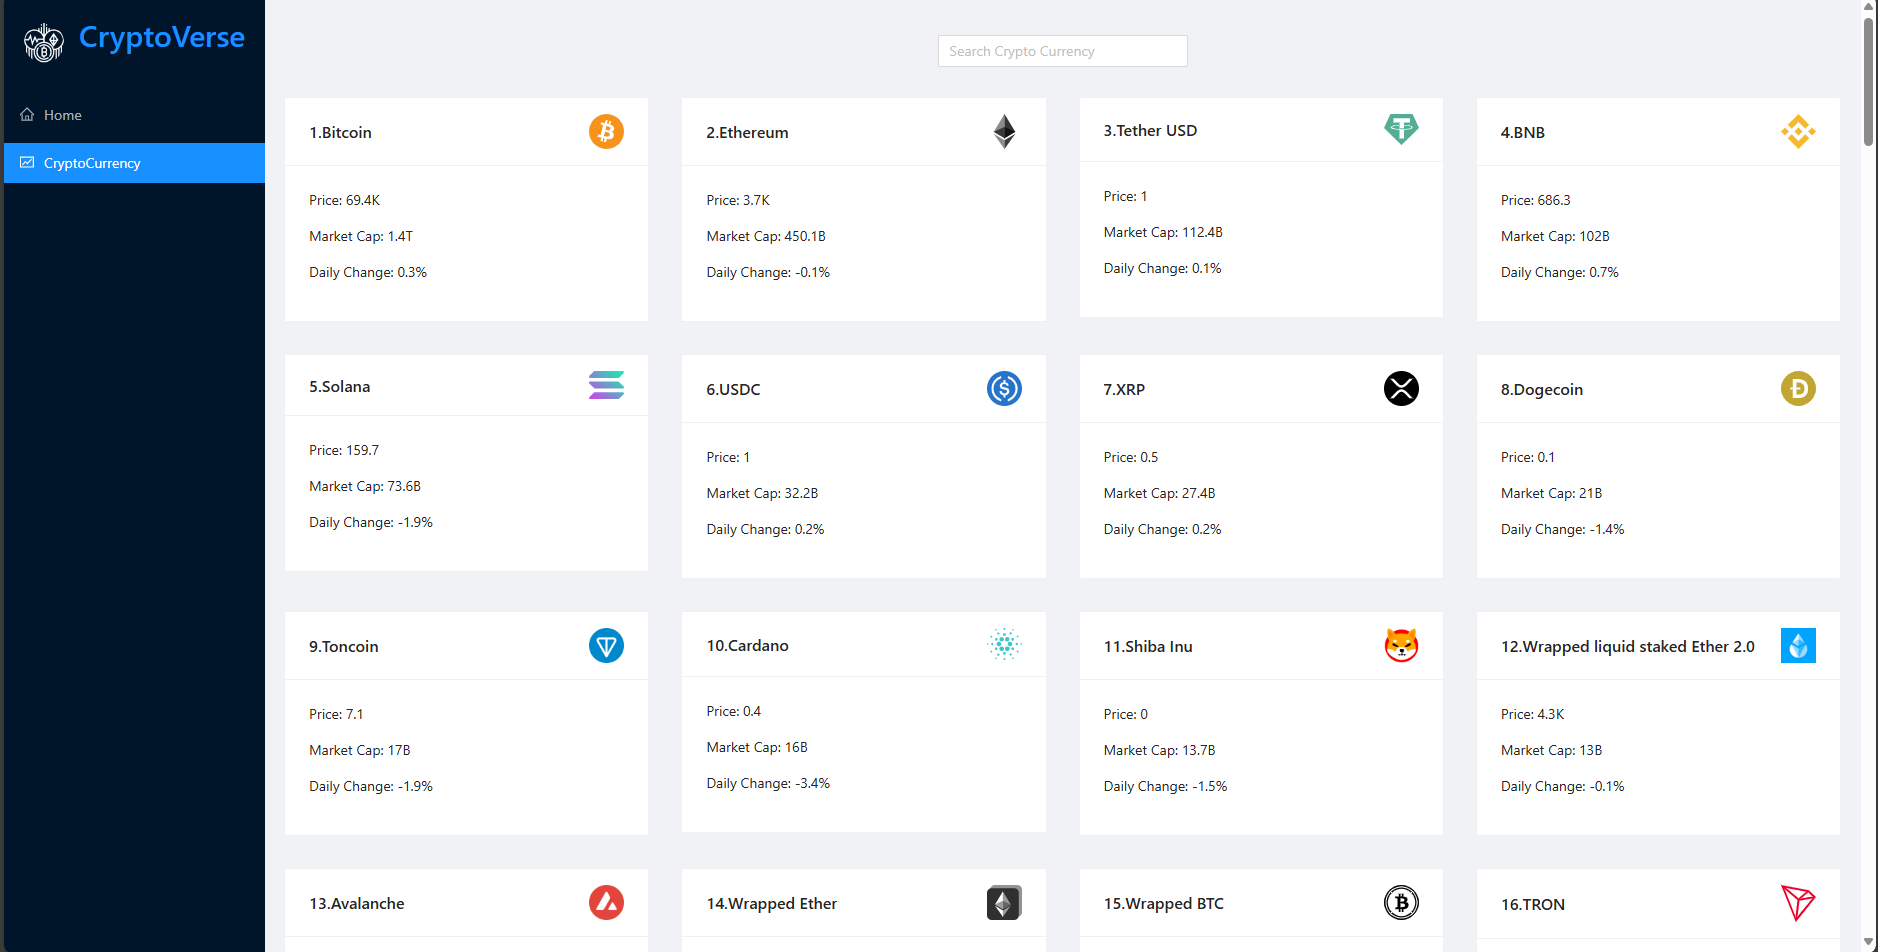 CryptoVerse
Home
CryptoCurrency
Search Crypto Currency
1.Bitcoin
Price: 69.4K
Market Cap: 1.4T
Daily Change: 0.3%
2.Ethereum
Price: 3.7K
Market Cap: 450.1B
Daily Change: -0.1%
3.Tether USD
Price: 1
Market Cap: 112.4B
Daily Change: 0.1%
4.BNB
Price: 686.3
Market Cap: 102B
Daily Change: 0.7%
5.Solana
Price: 159.7
Market Cap: 73.6B
Daily Change: -1.9%
6.USDC
Price: 1
Market Cap: 32.2B
Daily Change: 0.2%
7.XRP
Price: 0.5
Market Cap: 27.4B
Daily Change: 0.2%
8.Dogecoin
Price: 0.1
Market Cap: 21B
Daily Change: -1.4%
9.Toncoin
Price: 7.1
Market Cap: 17B
Daily Change: -1.9%
10.Cardano
Price: 0.4
Market Cap: 16B
Daily Change: -3.4%
11.Shiba Inu
Price: 0
Market Cap: 13.7B
Daily Change: -1.5%
12.Wrapped liquid staked Ether 2.0
Price: 4.3K
Market Cap: 13B
Daily Change: -0.1%
13.Avalanche
14.Wrapped Ether
15.Wrapped BTC
16.TRON